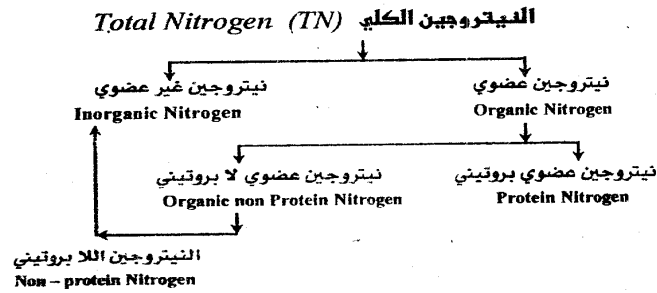 Total Nitrogen (TN) النيتروجين الكلي
نيتروجين عضوي
Organic Nitrogen
نيتروجين غير عضوي
Inorganic Nitrogen
نيتروجين عضوي بروتيني
Protein Nitrogen
نيتروجين عضوي لا بروتيني
Organic non Protein Nitrogen
النيتروجين اللا بروتيني
Non – protein Nitrogen